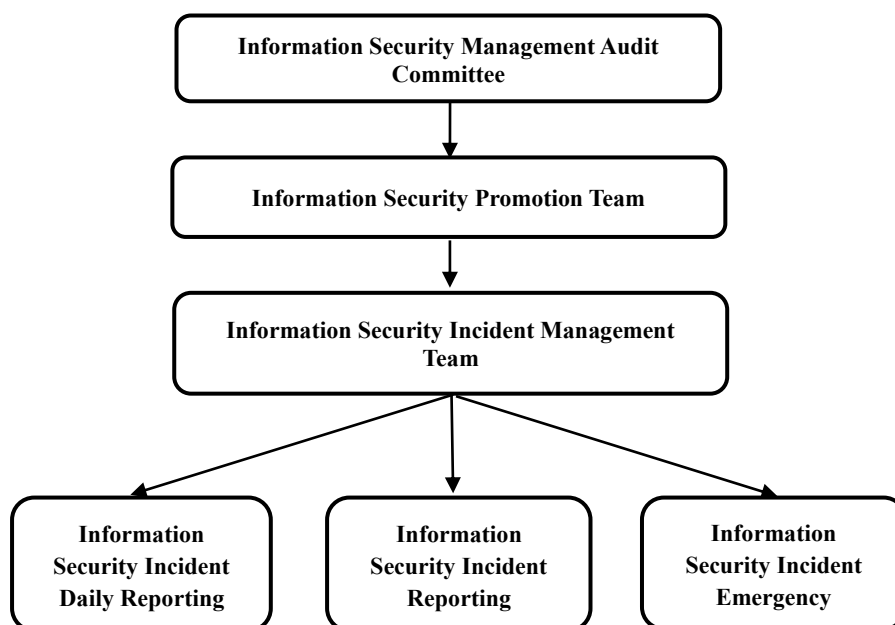 Information Security Management Audit
Committee
Information Security Promotion Team
Information Security Incident Management
Team
Information
Security Incident
Daily Reporting
Information
Security Incident
Reporting
Information
Security Incident
Emergency